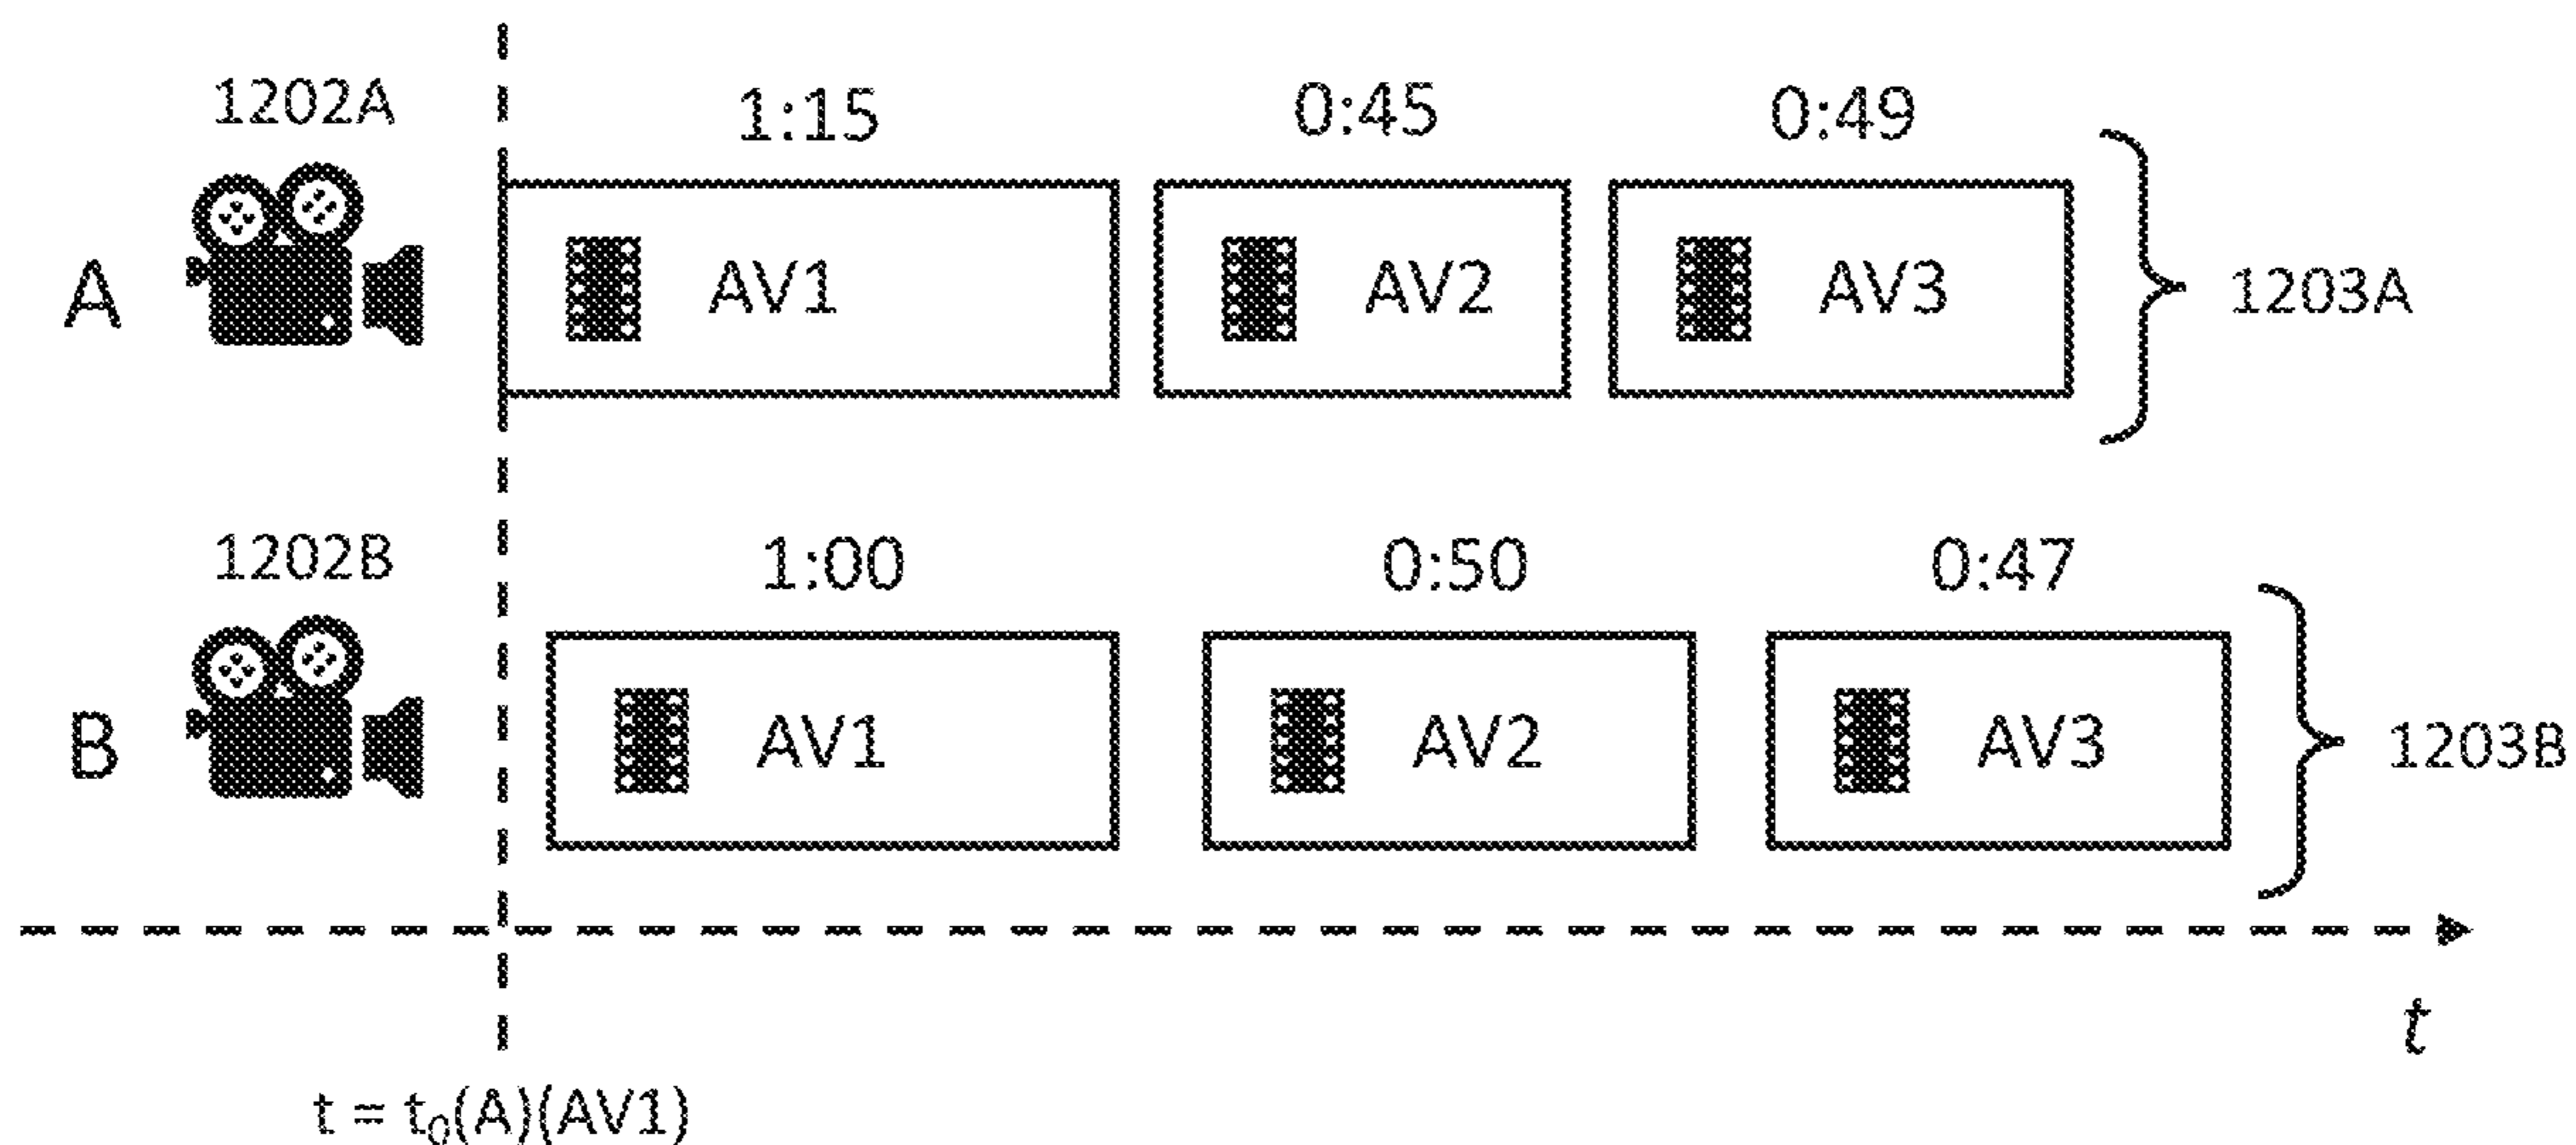 1202A
1:15 0:45 0:49
A AV1 AV2 AV3 1203A
1202B
1:00 0:50 0:47
B AV1 AV2 AV3 1203B
t
t = t₀(A)(AV1)